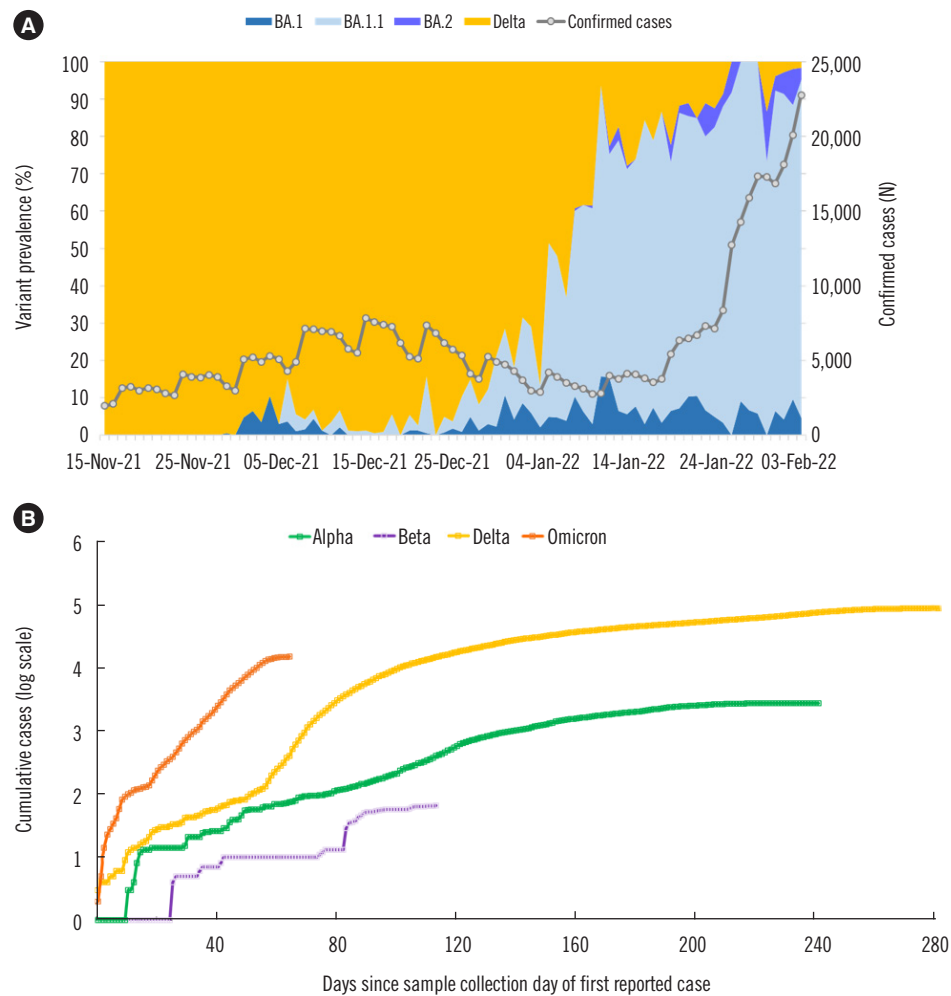 A
BA.1 BA.1.1 BA.2 Delta Confirmed cases
Variant prevalence (%)
100
90
80
70
60
50
40
30
20
10
0
25,000
20,000
15,000
10,000
5,000
0
Confirmed cases (N)
15-Nov-21 25-Nov-21 05-Dec-21 15-Dec-21 25-Dec-21 04-Jan-22 14-Jan-22 24-Jan-22 03-Feb-22
B
Alpha Beta Delta Omicron
Cumulative cases (log scale)
6
5
4
3
2
1
0
40 80 120 160 200 240 280
Days since sample collection day of first reported case